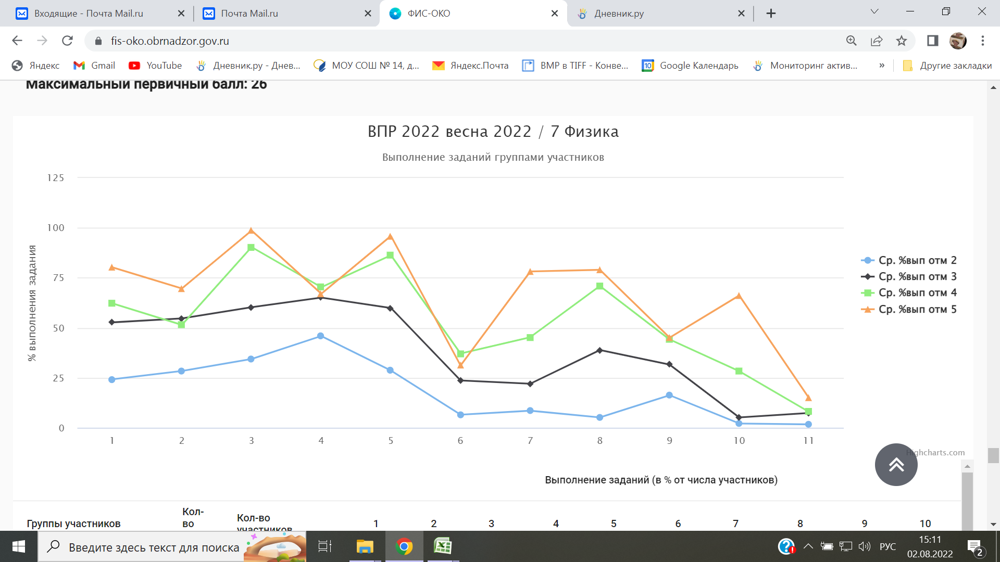 Входящие - Почта Mail.ru
Почта Mail.ru
ФИС-ОКО
Дневник.ру
fis-oko.obrnadzor.gov.ru
Яндекс
Gmail
YouTube
Дневник.ру - Днев...
МОУ СОШ № 14, д...
Яндекс.Почта
BMP в TIFF - Конве...
10
Google Календарь
Мониторинг актив...
»
Другие закладки
Максимальный первичный балл: 26
ВПР 2022 весна 2022 / 7 Физика
Выполнение заданий группами участников
% выполнения задания
125
100
75
50
25
0
1 2 3 4 5 6 7 8 9 10 11
Ср. %вып отм 2
Ср. %вып отм 3
Ср. %вып отм 4
Ср. %вып отм 5
Highcharts.com
Выполнение заданий (в % от числа участников)
Группы участников
Кол-
во
Кол-во
участников
1 2 3 4 5 6 7 8 9 10
Введите здесь текст для поиска
РУС
15:11
02.08.2022
2